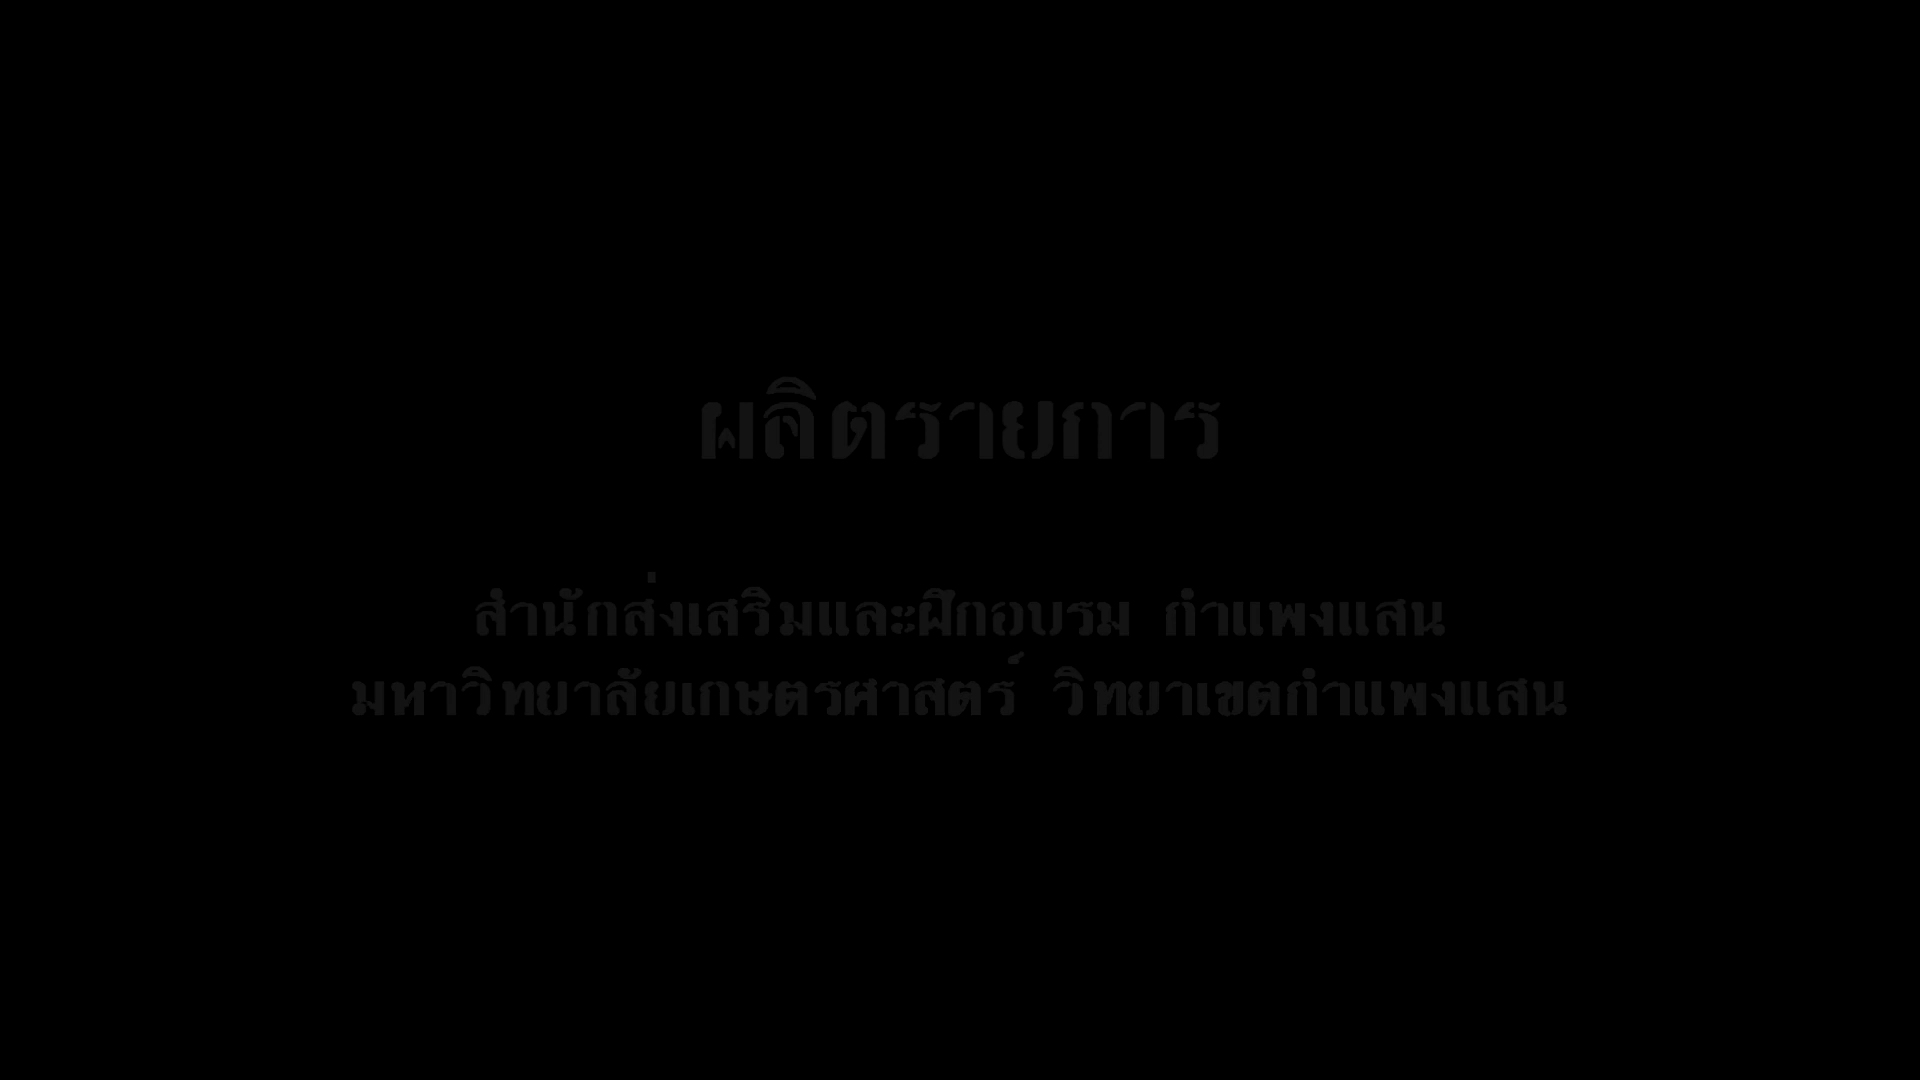 ผลิตรายการ
สำนักส่งเสริมและฝึกอบรม กำแพงแสน
มหาวิทยาลัยเกษตรศาสตร์ วิทยาเขตกำแพงแสน